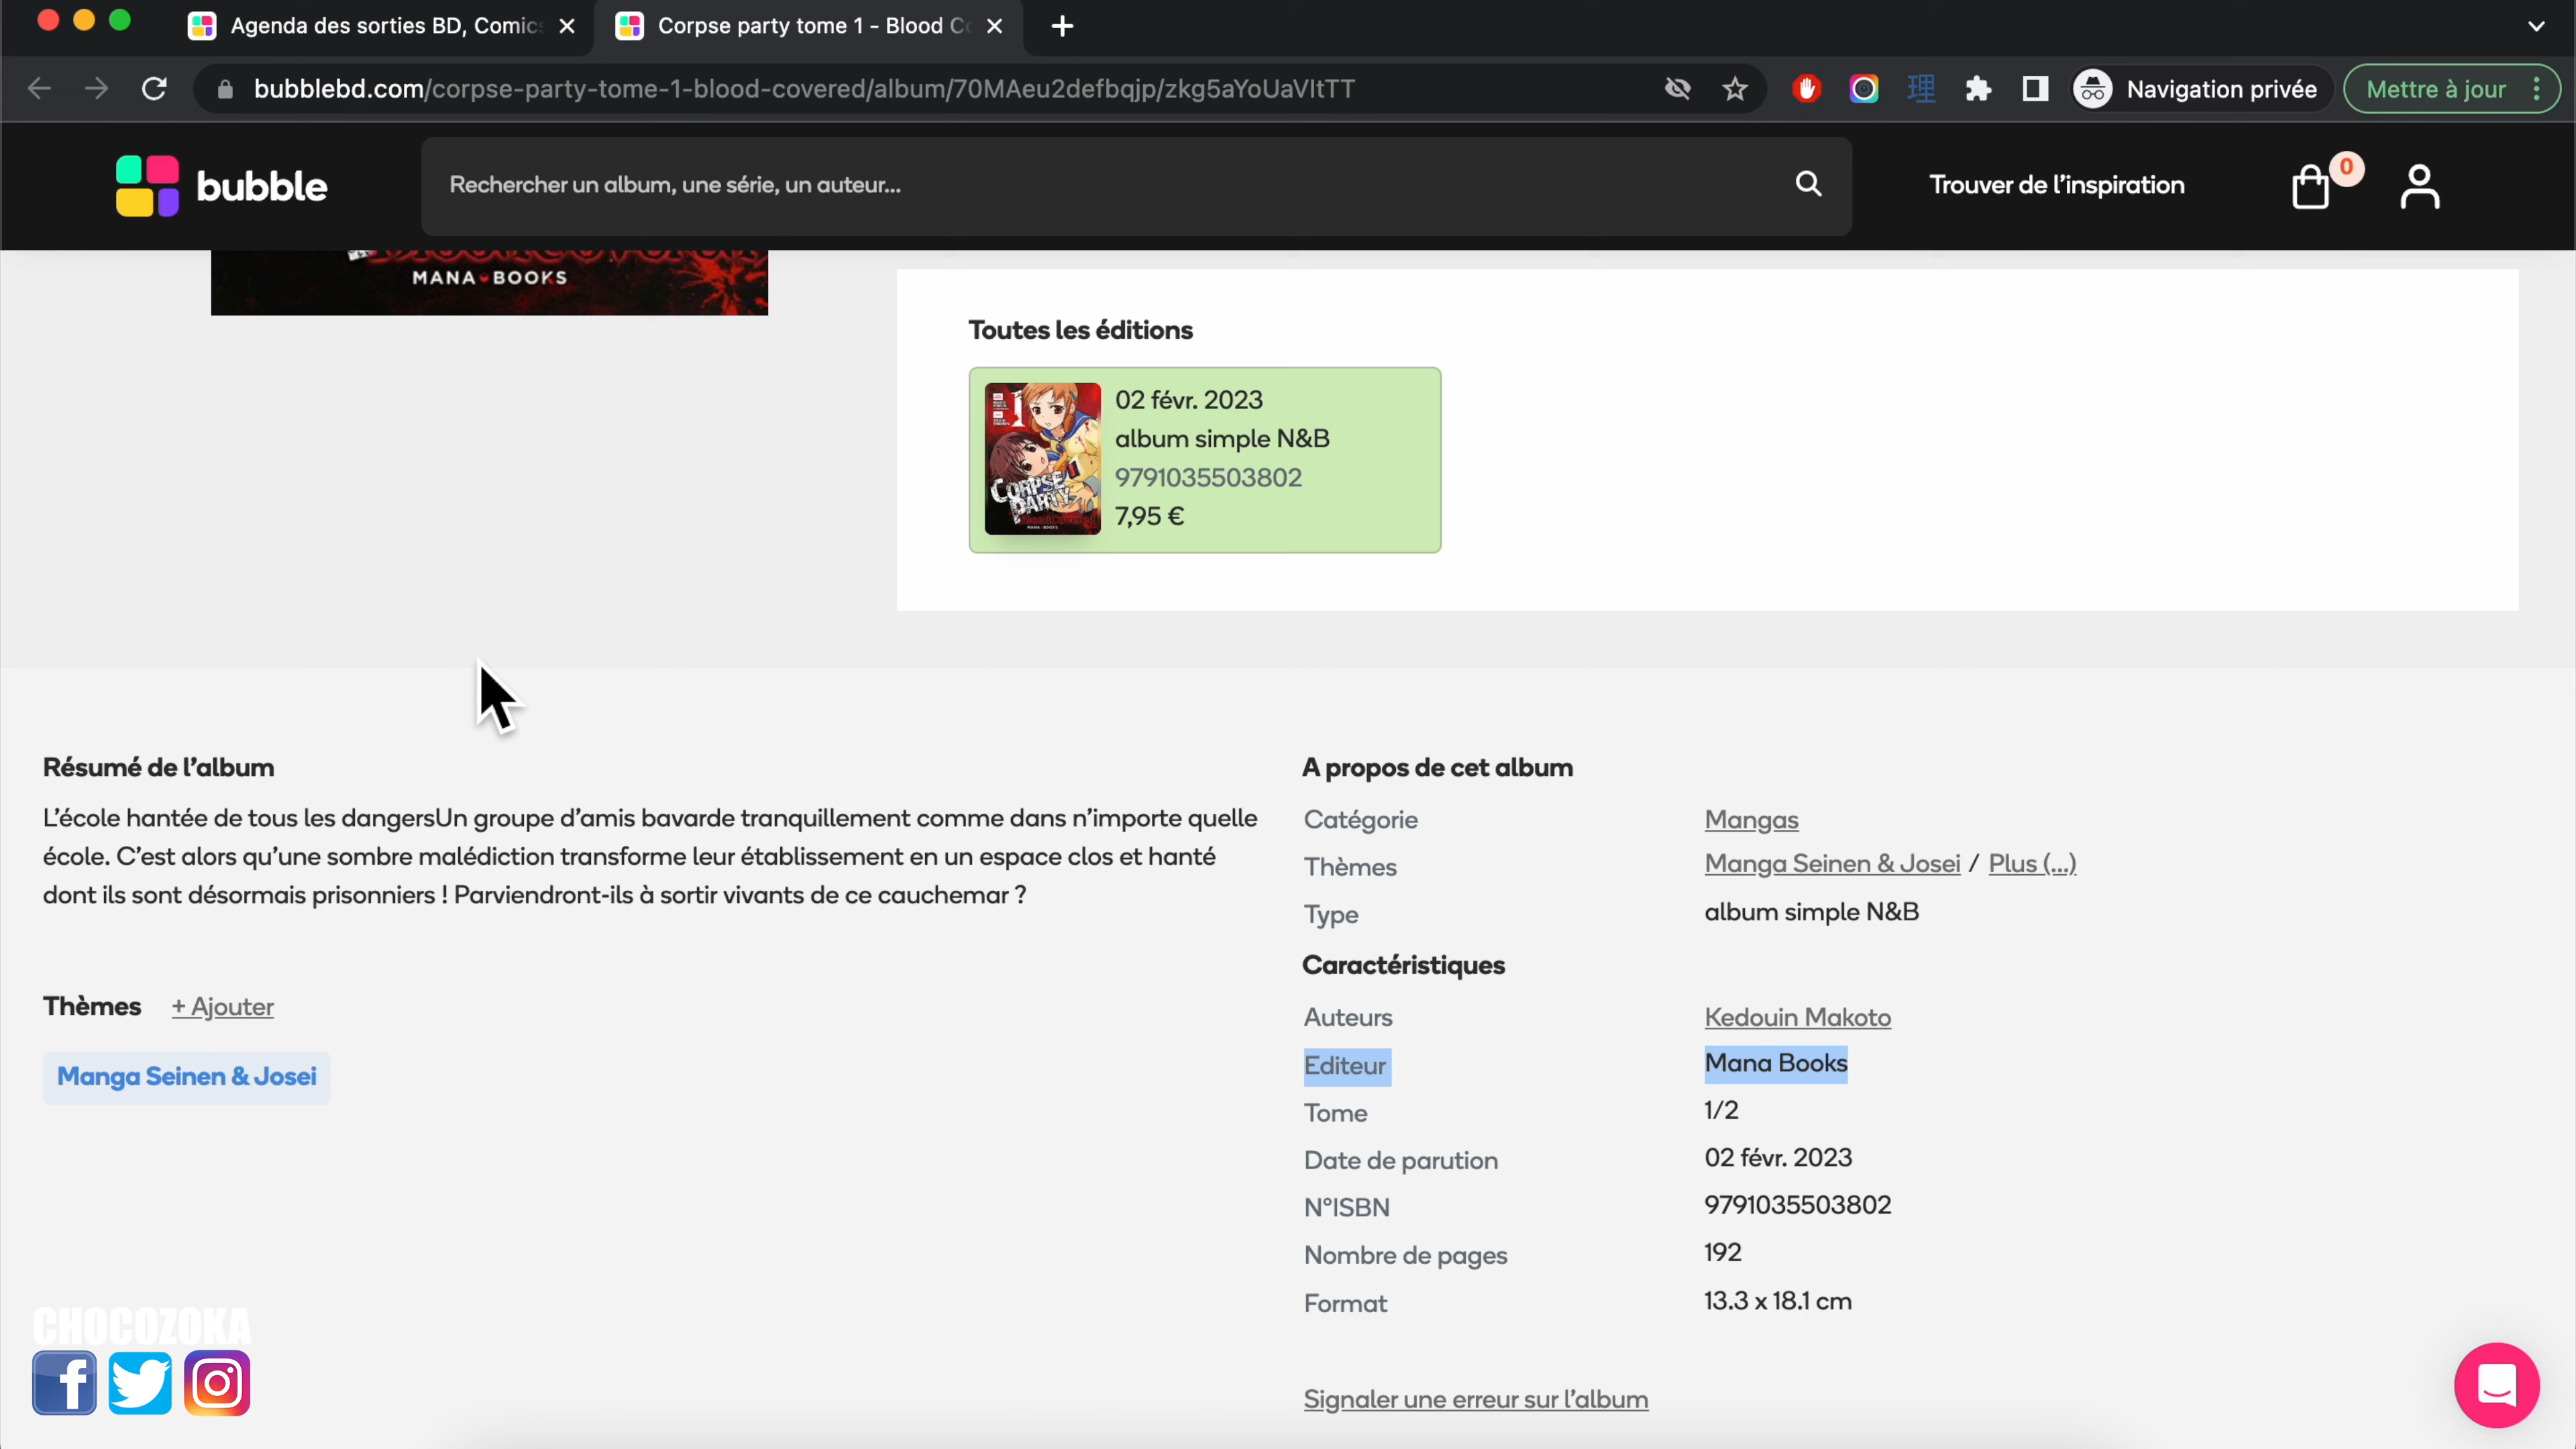 Agenda des sorties BD, Comics
Corpse party tome 1 - Blood Co
bubblebd.com/corpse-party-tome-1-blood-covered/album/70MAeu2defbqjp/zkg5aYoUaVItTT
Navigation privée
Mettre à jour
bubble
Rechercher un album, une série, un auteur...
Trouver de l'inspiration
0
MANA BOOKS
Toutes les éditions
1
CORPSE
PARTY
02 févr. 2023
album simple N&B
9791035503802
7,95 €
Résumé de l'album
L'école hantée de tous les dangersUn groupe d'amis bavarde tranquillement comme dans n'importe quelle
école. C'est alors qu'une sombre malédiction transforme leur établissement en un espace clos et hanté
dont ils sont désormais prisonniers ! Parviendront-ils à sortir vivants de ce cauchemar ?
Thèmes + Ajouter
Manga Seinen & Josei
A propos de cet album
Catégorie Mangas
Thèmes Manga Seinen & Josei / Plus (...)
Type album simple N&B
Caractéristiques
Auteurs Kedouin Makoto
Editeur Mana Books
Tome 1/2
Date de parution 02 févr. 2023
N°ISBN 9791035503802
Nombre de pages 192
Format 13.3 x 18.1 cm
Signaler une erreur sur l'album
CHOCOZOKA